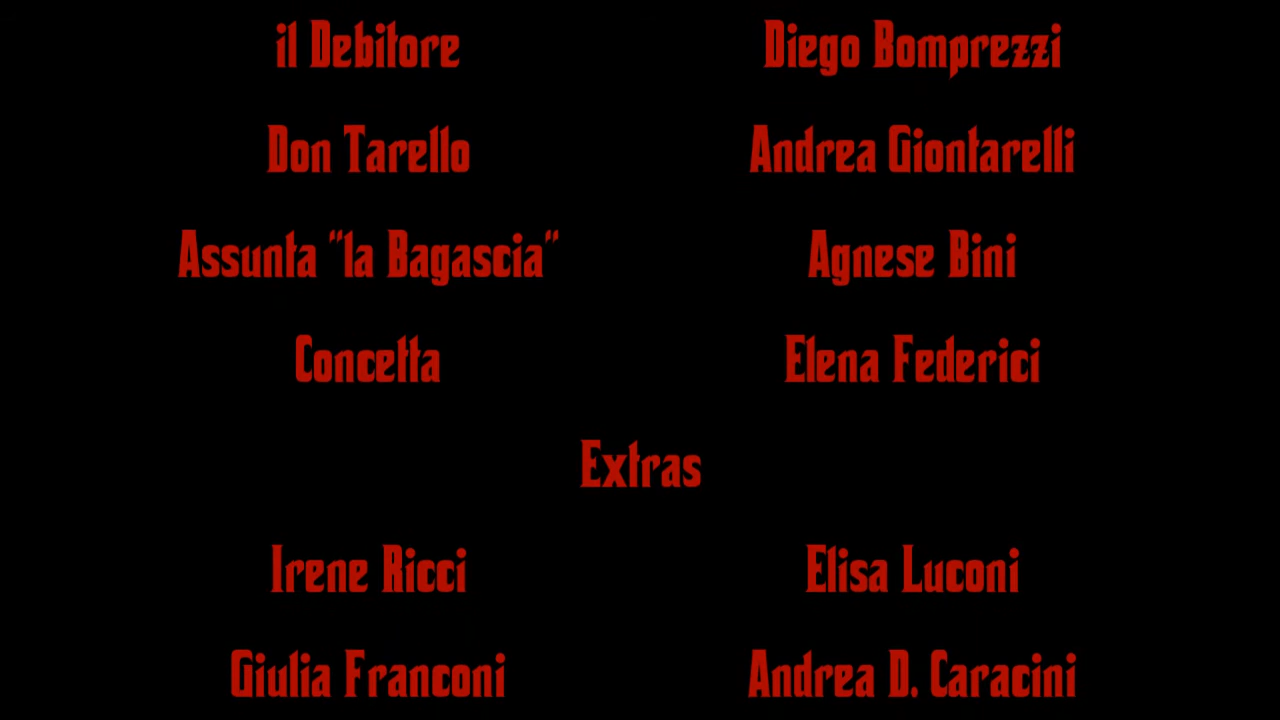 il Debitore Diego Bomprezzi
Don Tarello Andrea Giontarelli
Assunta "la Bagascia" Agnese Bini
Concetta Elena Federici
Extras
Irene Ricci Elisa Luconi
Giulia Franconi Andrea D. Caracini